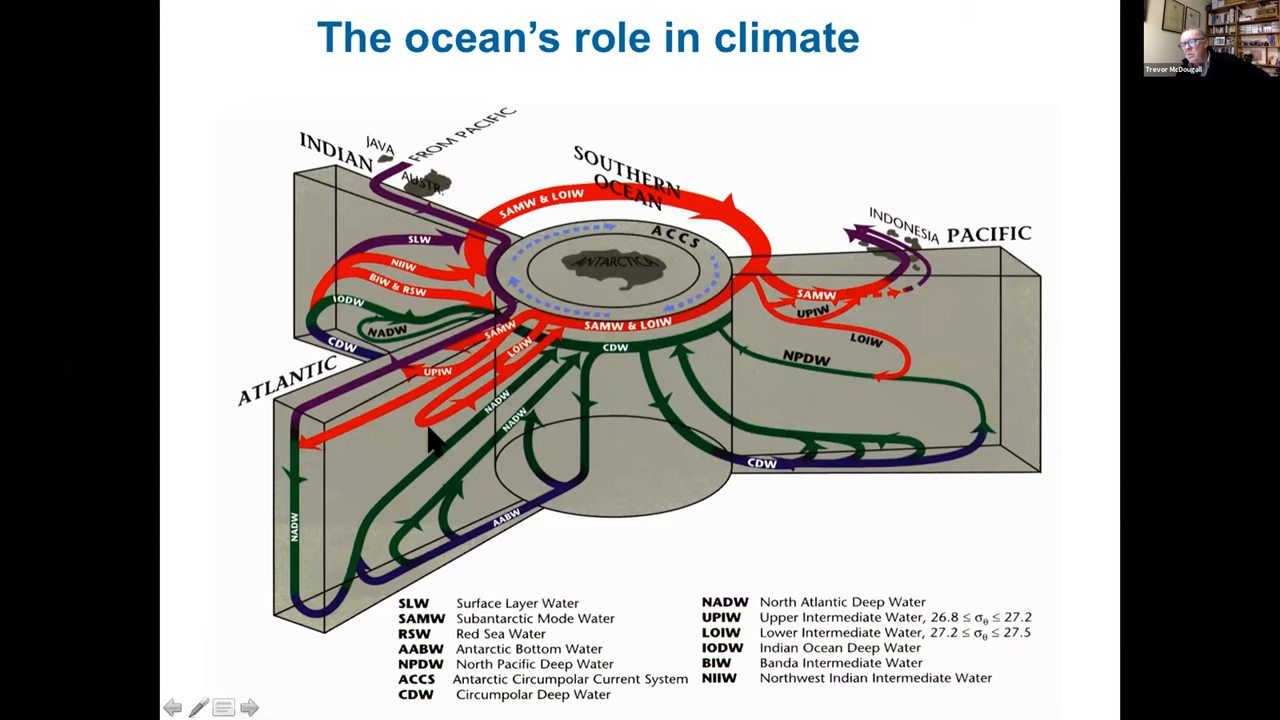 The ocean's role in climate
Trevor McDougall
INDIAN
JAVA
FROM PACIFIC
AUSTR.
SOUTHERN
OCEAN
SAMW & LOIW
ACCS
ANTARCTICA
INDONESIA
PACIFIC
SLW
NIIW
BIW & RSW
IODW
NADW
CDW
SAMW
LOIW
UPIW
SAMW & LOIW
CDW
SAMW
UPIW
LOIW
NPDW
CDW
ATLANTIC
NADW
NADW
NADW
AABW
SLW Surface Layer Water
SAMW Subantarctic Mode Water
RSW Red Sea Water
AABW Antarctic Bottom Water
NPDW North Pacific Deep Water
ACCS Antarctic Circumpolar Current System
CDW Circumpolar Deep Water
NADW North Atlantic Deep Water
UPIW Upper Intermediate Water, 26.8 ≤ σθ ≤ 27.2
LOIW Lower Intermediate Water, 27.2 ≤ σθ ≤ 27.5
IODW Indian Ocean Deep Water
BIW Banda Intermediate Water
NIIW Northwest Indian Intermediate Water